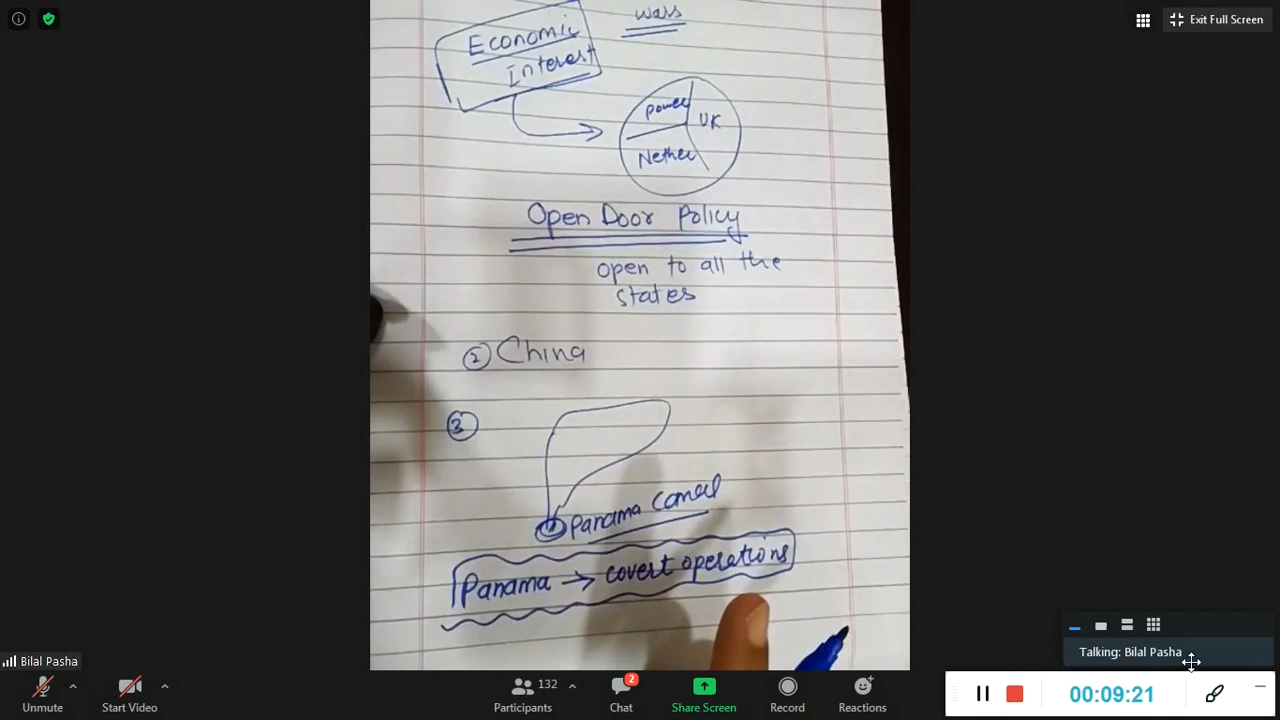 Exit Full Screen
wars
Economic
Interest
power
UK
Nether
Open Door Policy
open to all the
states
② China
③
Panama Canal
Panama → covert operations
Talking: Bilal Pasha
Bilal Pasha
00:09:21
2
132
Unmute
Start Video
Participants
Chat
Share Screen
Record
Reactions